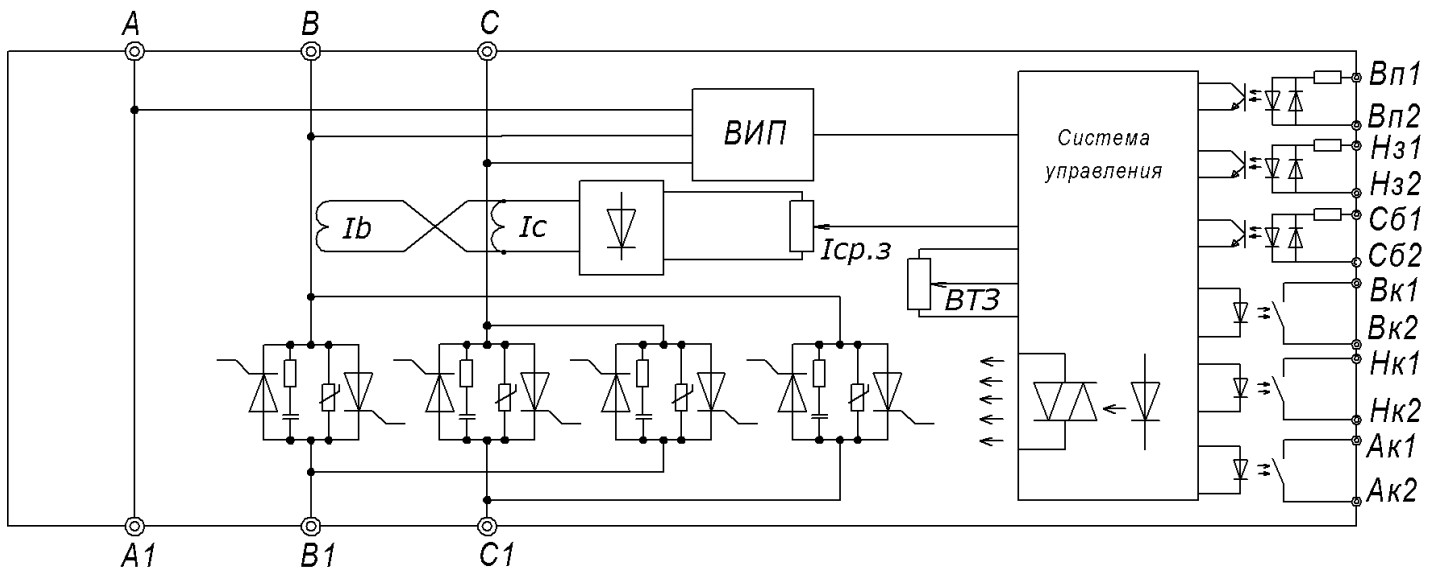 A
B
C
Вп1
Вп2
ВИП
Система
управления
Нз1
Нз2
Ib
Ic
Iср.з
Сб1
Сб2
ВТЗ
Вк1
Вк2
Нк1
Нк2
Ак1
Ак2
A1
B1
C1